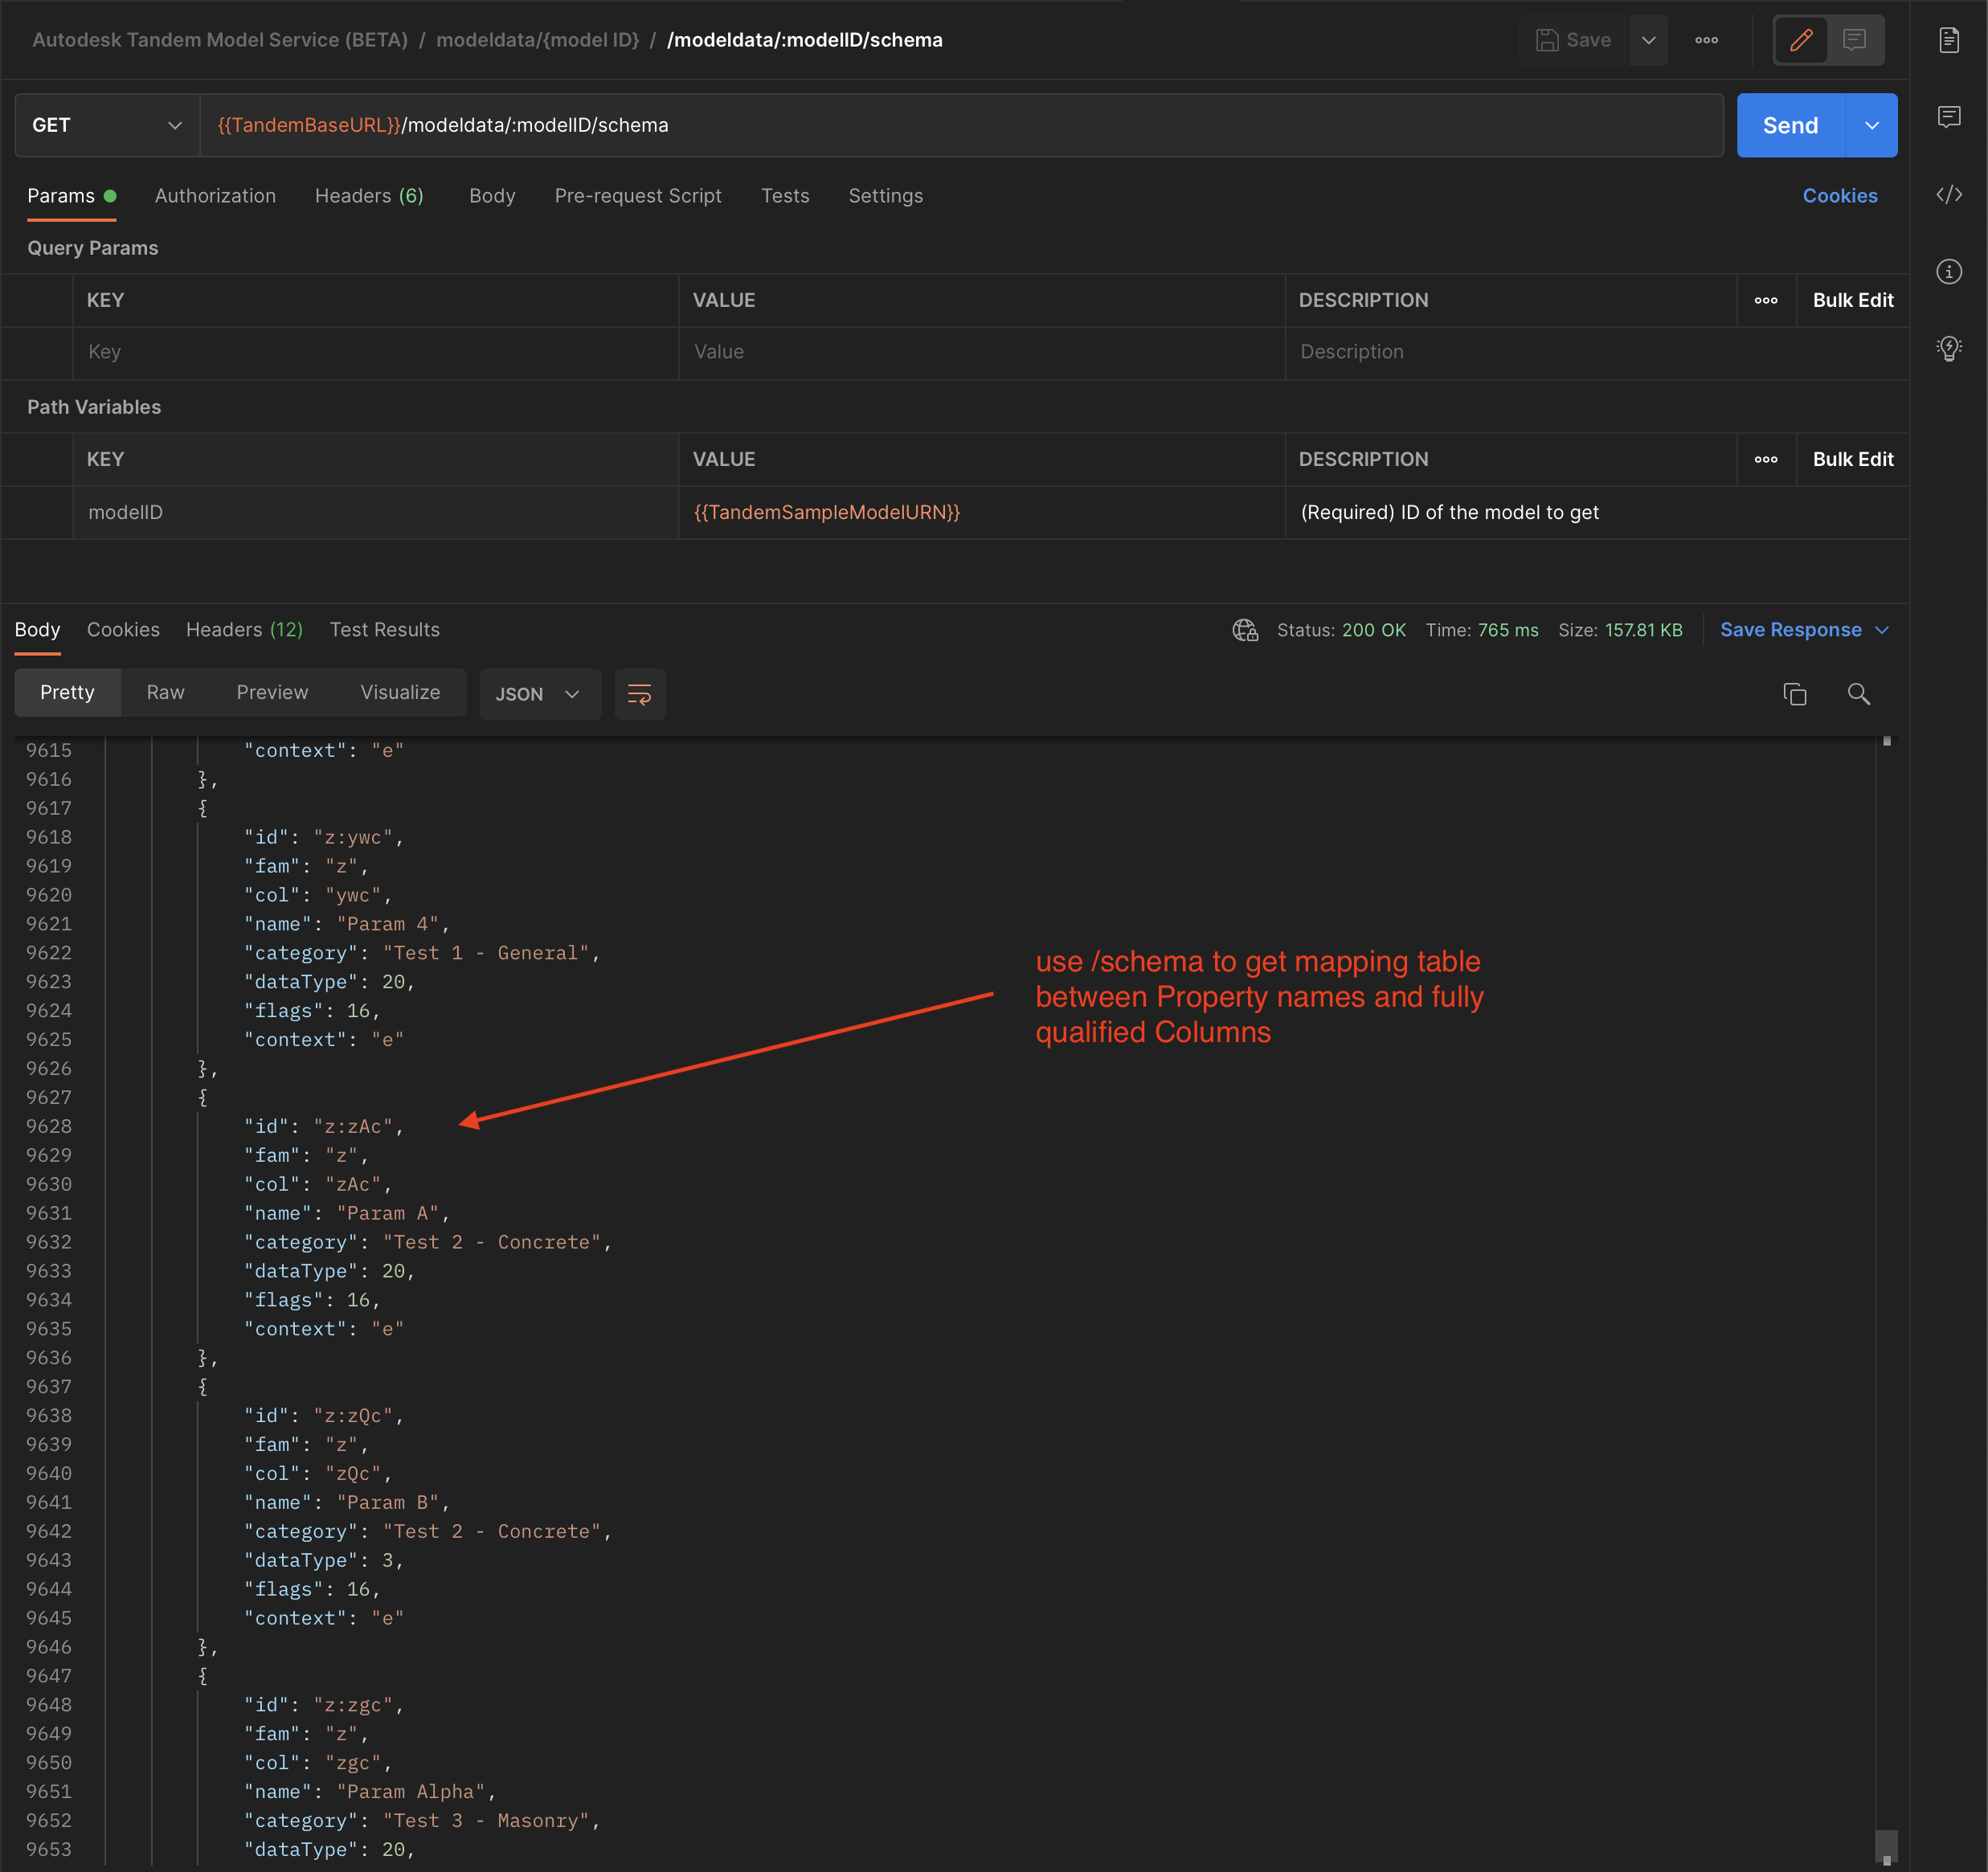 Autodesk Tandem Model Service (BETA) / modeldata/{model ID} / /modeldata/:modelID/schema
Save
GET
{{TandemBaseURL}}/modeldata/:modelID/schema
Send
Params
Authorization
Headers (6)
Body
Pre-request Script
Tests
Settings
Cookies
Query Params
KEY
VALUE
DESCRIPTION
Bulk Edit
Key
Value
Description
Path Variables
KEY
VALUE
DESCRIPTION
Bulk Edit
modelID
{{TandemSampleModelURN}}
(Required) ID of the model to get
Body
Cookies
Headers (12)
Test Results
Status: 200 OK
Time: 765 ms
Size: 157.81 KB
Save Response
Pretty
Raw
Preview
Visualize
JSON
9615 "context": "e"
9616 },
9617 {
9618 "id": "z:ywc",
9619 "fam": "z",
9620 "col": "ywc",
9621 "name": "Param 4",
9622 "category": "Test 1 - General",
9623 "dataType": 20,
9624 "flags": 16,
9625 "context": "e"
9626 },
9627 {
9628 "id": "z:zAc",
9629 "fam": "z",
9630 "col": "zAc",
9631 "name": "Param A",
9632 "category": "Test 2 - Concrete",
9633 "dataType": 20,
9634 "flags": 16,
9635 "context": "e"
9636 },
9637 {
9638 "id": "z:zQc",
9639 "fam": "z",
9640 "col": "zQc",
9641 "name": "Param B",
9642 "category": "Test 2 - Concrete",
9643 "dataType": 3,
9644 "flags": 16,
9645 "context": "e"
9646 },
9647 {
9648 "id": "z:zgc",
9649 "fam": "z",
9650 "col": "zgc",
9651 "name": "Param Alpha",
9652 "category": "Test 3 - Masonry",
9653 "dataType": 20,
use /schema to get mapping table
between Property names and fully
qualified Columns